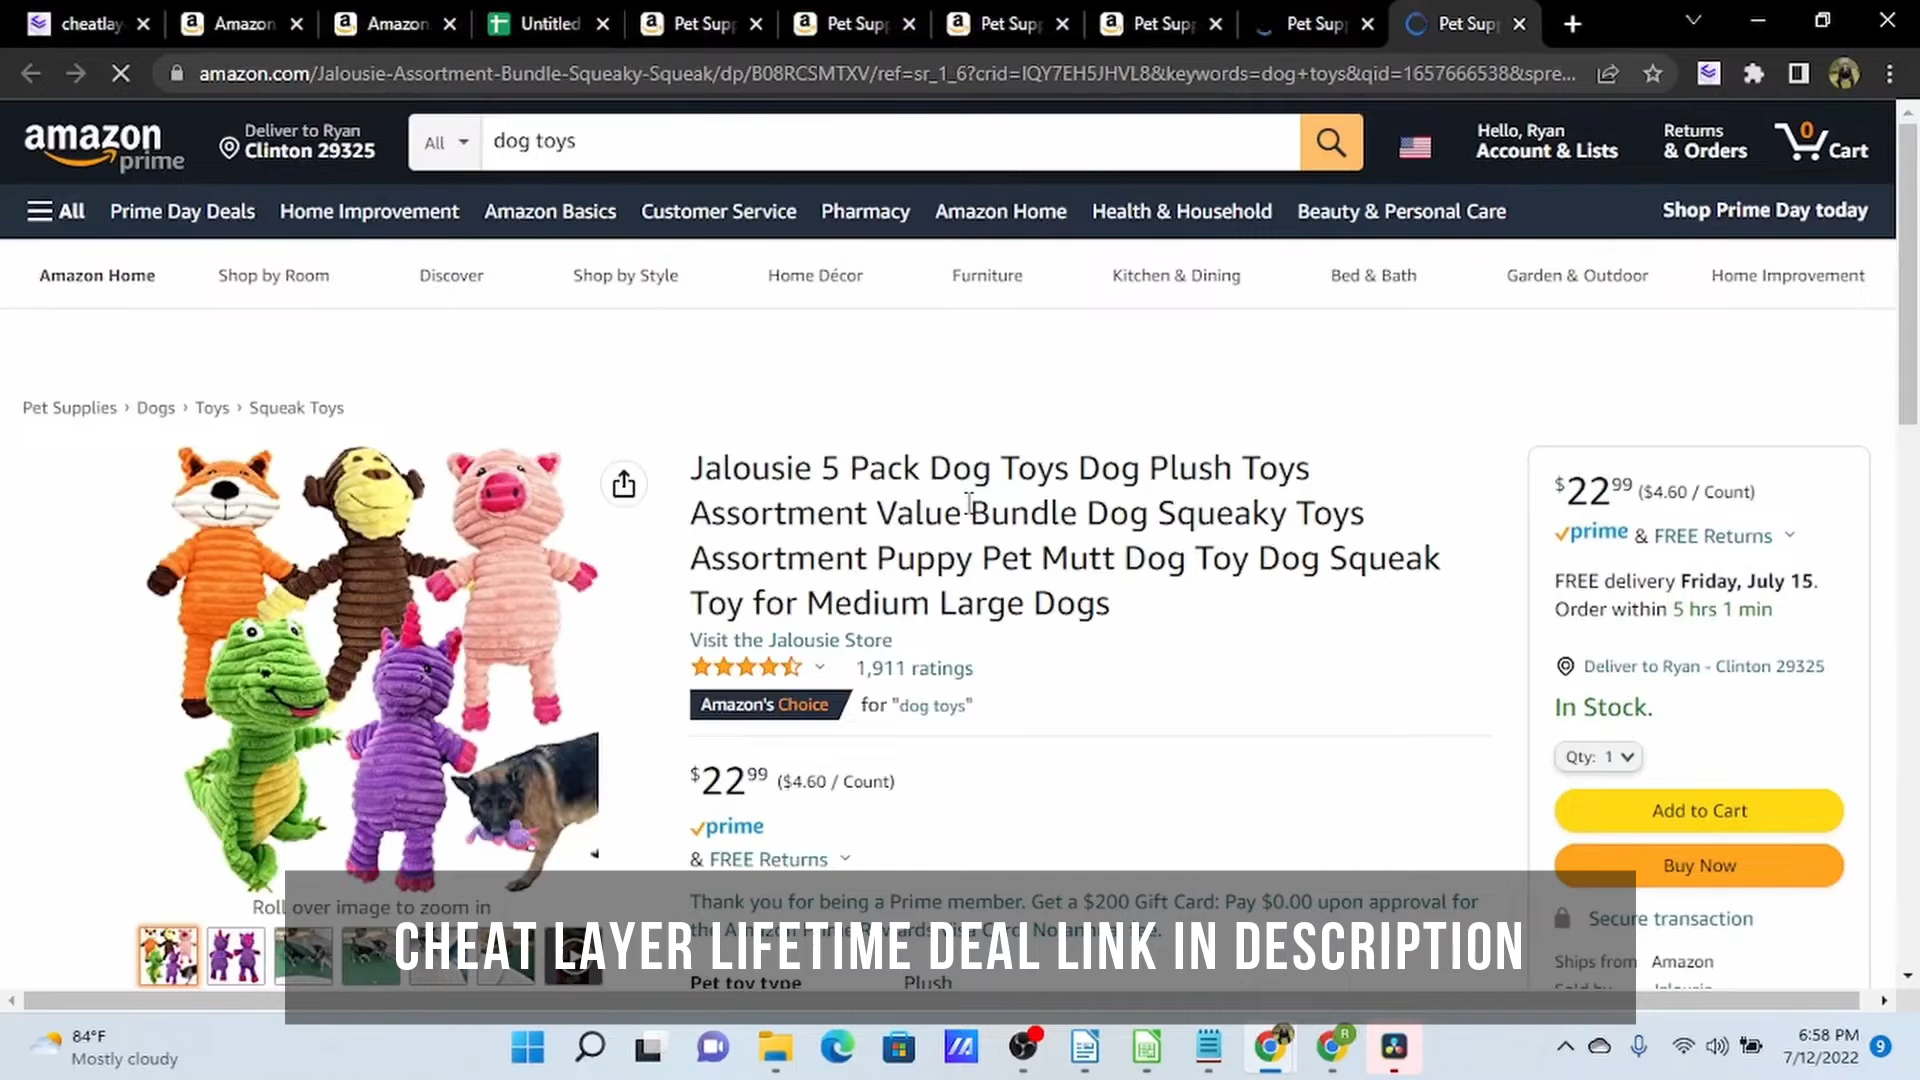 cheatlay
Amazon
Amazon
Untitled
Pet Sup
Pet Sup
Pet Sup
Pet Sup
Pet Sup
Pet Sup
amazon.com/Jalousie-Assortment-Bundle-Squeaky-Squeak/dp/B08RCSMTXV/ref=sr_1_6?crid=IQY7EH5JHVL8&keywords=dog+toys&qid=1657666538&spre...
amazon prime
Deliver to Ryan
Clinton 29325
All
dog toys
Hello, Ryan
Account & Lists
Returns
& Orders
0
Cart
All
Prime Day Deals
Home Improvement
Amazon Basics
Customer Service
Pharmacy
Amazon Home
Health & Household
Beauty & Personal Care
Shop Prime Day today
Amazon Home
Shop by Room
Discover
Shop by Style
Home Décor
Furniture
Kitchen & Dining
Bed & Bath
Garden & Outdoor
Home Improvement
Pet Supplies › Dogs › Toys › Squeak Toys
Jalousie 5 Pack Dog Toys Dog Plush Toys
Assortment Value Bundle Dog Squeaky Toys
Assortment Puppy Pet Mutt Dog Toy Dog Squeak
Toy for Medium Large Dogs
Visit the Jalousie Store
1,911 ratings
Amazon's Choice for "dog toys"
$22 99 ($4.60 / Count)
prime
& FREE Returns
Thank you for being a Prime member. Get a $200 Gift Card: Pay $0.00 upon approval for
Pet toy type
Plush
Roll over image to zoom in
$22 99 ($4.60 / Count)
prime & FREE Returns
FREE delivery Friday, July 15.
Order within 5 hrs 1 min
Deliver to Ryan - Clinton 29325
In Stock.
Qty: 1
Add to Cart
Buy Now
Secure transaction
Ships from Amazon
CHEAT LAYER LIFETIME DEAL LINK IN DESCRIPTION
84°F
Mostly cloudy
R
6:58 PM
7/12/2022
9